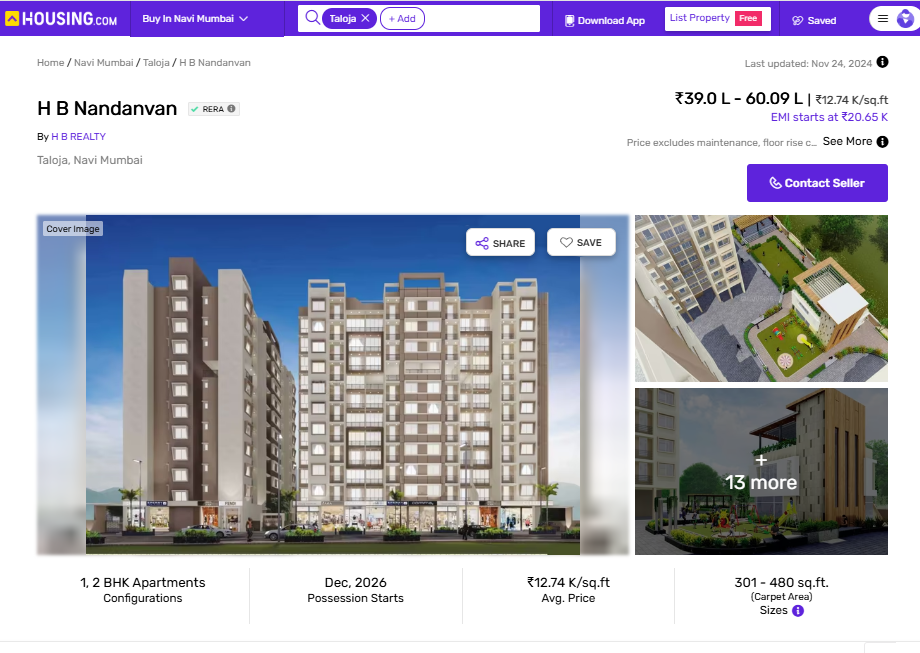 HOUSING.COM
Buy In Navi Mumbai
Taloja
+ Add
Download App
List Property Free
Saved
Home / Navi Mumbai / Taloja / H B Nandanvan
Last updated: Nov 24, 2024
H B Nandanvan
RERA
₹39.0 L - 60.09 L | ₹12.74 K/sq.ft
EMI starts at ₹20.65 K
By H B REALTY
Price excludes maintenance, floor rise c... See More
Taloja, Navi Mumbai
Contact Seller
Cover Image
SHARE
SAVE
+
13 more
1, 2 BHK Apartments
Configurations
Dec, 2026
Possession Starts
₹12.74 K/sq.ft
Avg. Price
301 - 480 sq.ft.
(Carpet Area)
Sizes